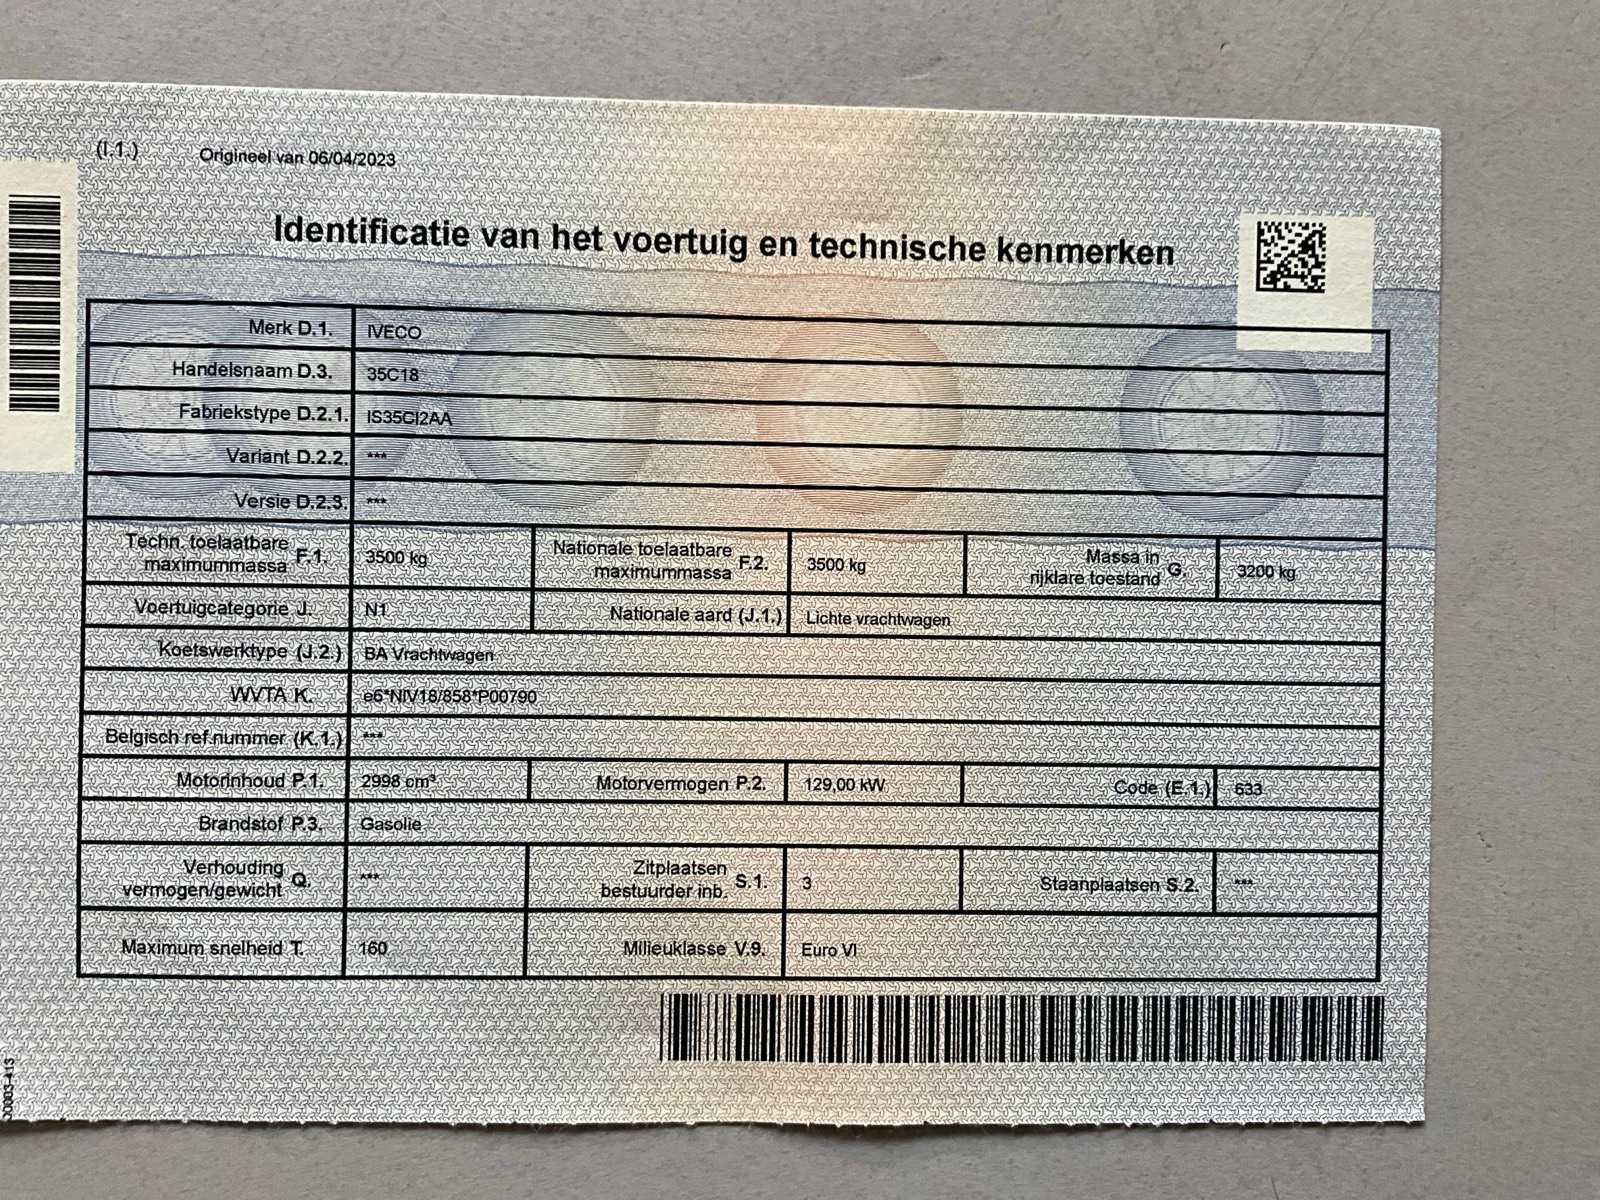 (I.1.) Origineel van 06/04/2023
Identificatie van het voertuig en technische kenmerken
Merk D.1. IVECO
Handelsnaam D.3. 35C18
Fabriekstype D.2.1. IS35CI2AA
Variant D.2.2. ***
Versie D.2.3. ***
Techn. toelaatbare maximummassa F.1. 3500 kg Nationale toelaatbare maximummassa F.2. 3500 kg Massa in rijklare toestand G. 3200 kg
Voertuigcategorie J. N1 Nationale aard (J.1.) Lichte vrachtwagen
Koetswerktype (J.2.) BA Vrachtwagen
WVTA K. e6*NIV18/858*P00790
Belgisch ref.nummer (K.1.) ***
Motorinhoud P.1. 2998 cm³ Motorvermogen P.2. 129,00 kW Code (E.1.) 633
Brandstof P.3. Gasolie
Verhouding vermogen/gewicht Q. *** Zitplaatsen bestuurder inb. S.1. 3 Staanplaatsen S.2. ***
Maximum snelheid T. 160 Milieuklasse V.9. Euro VI